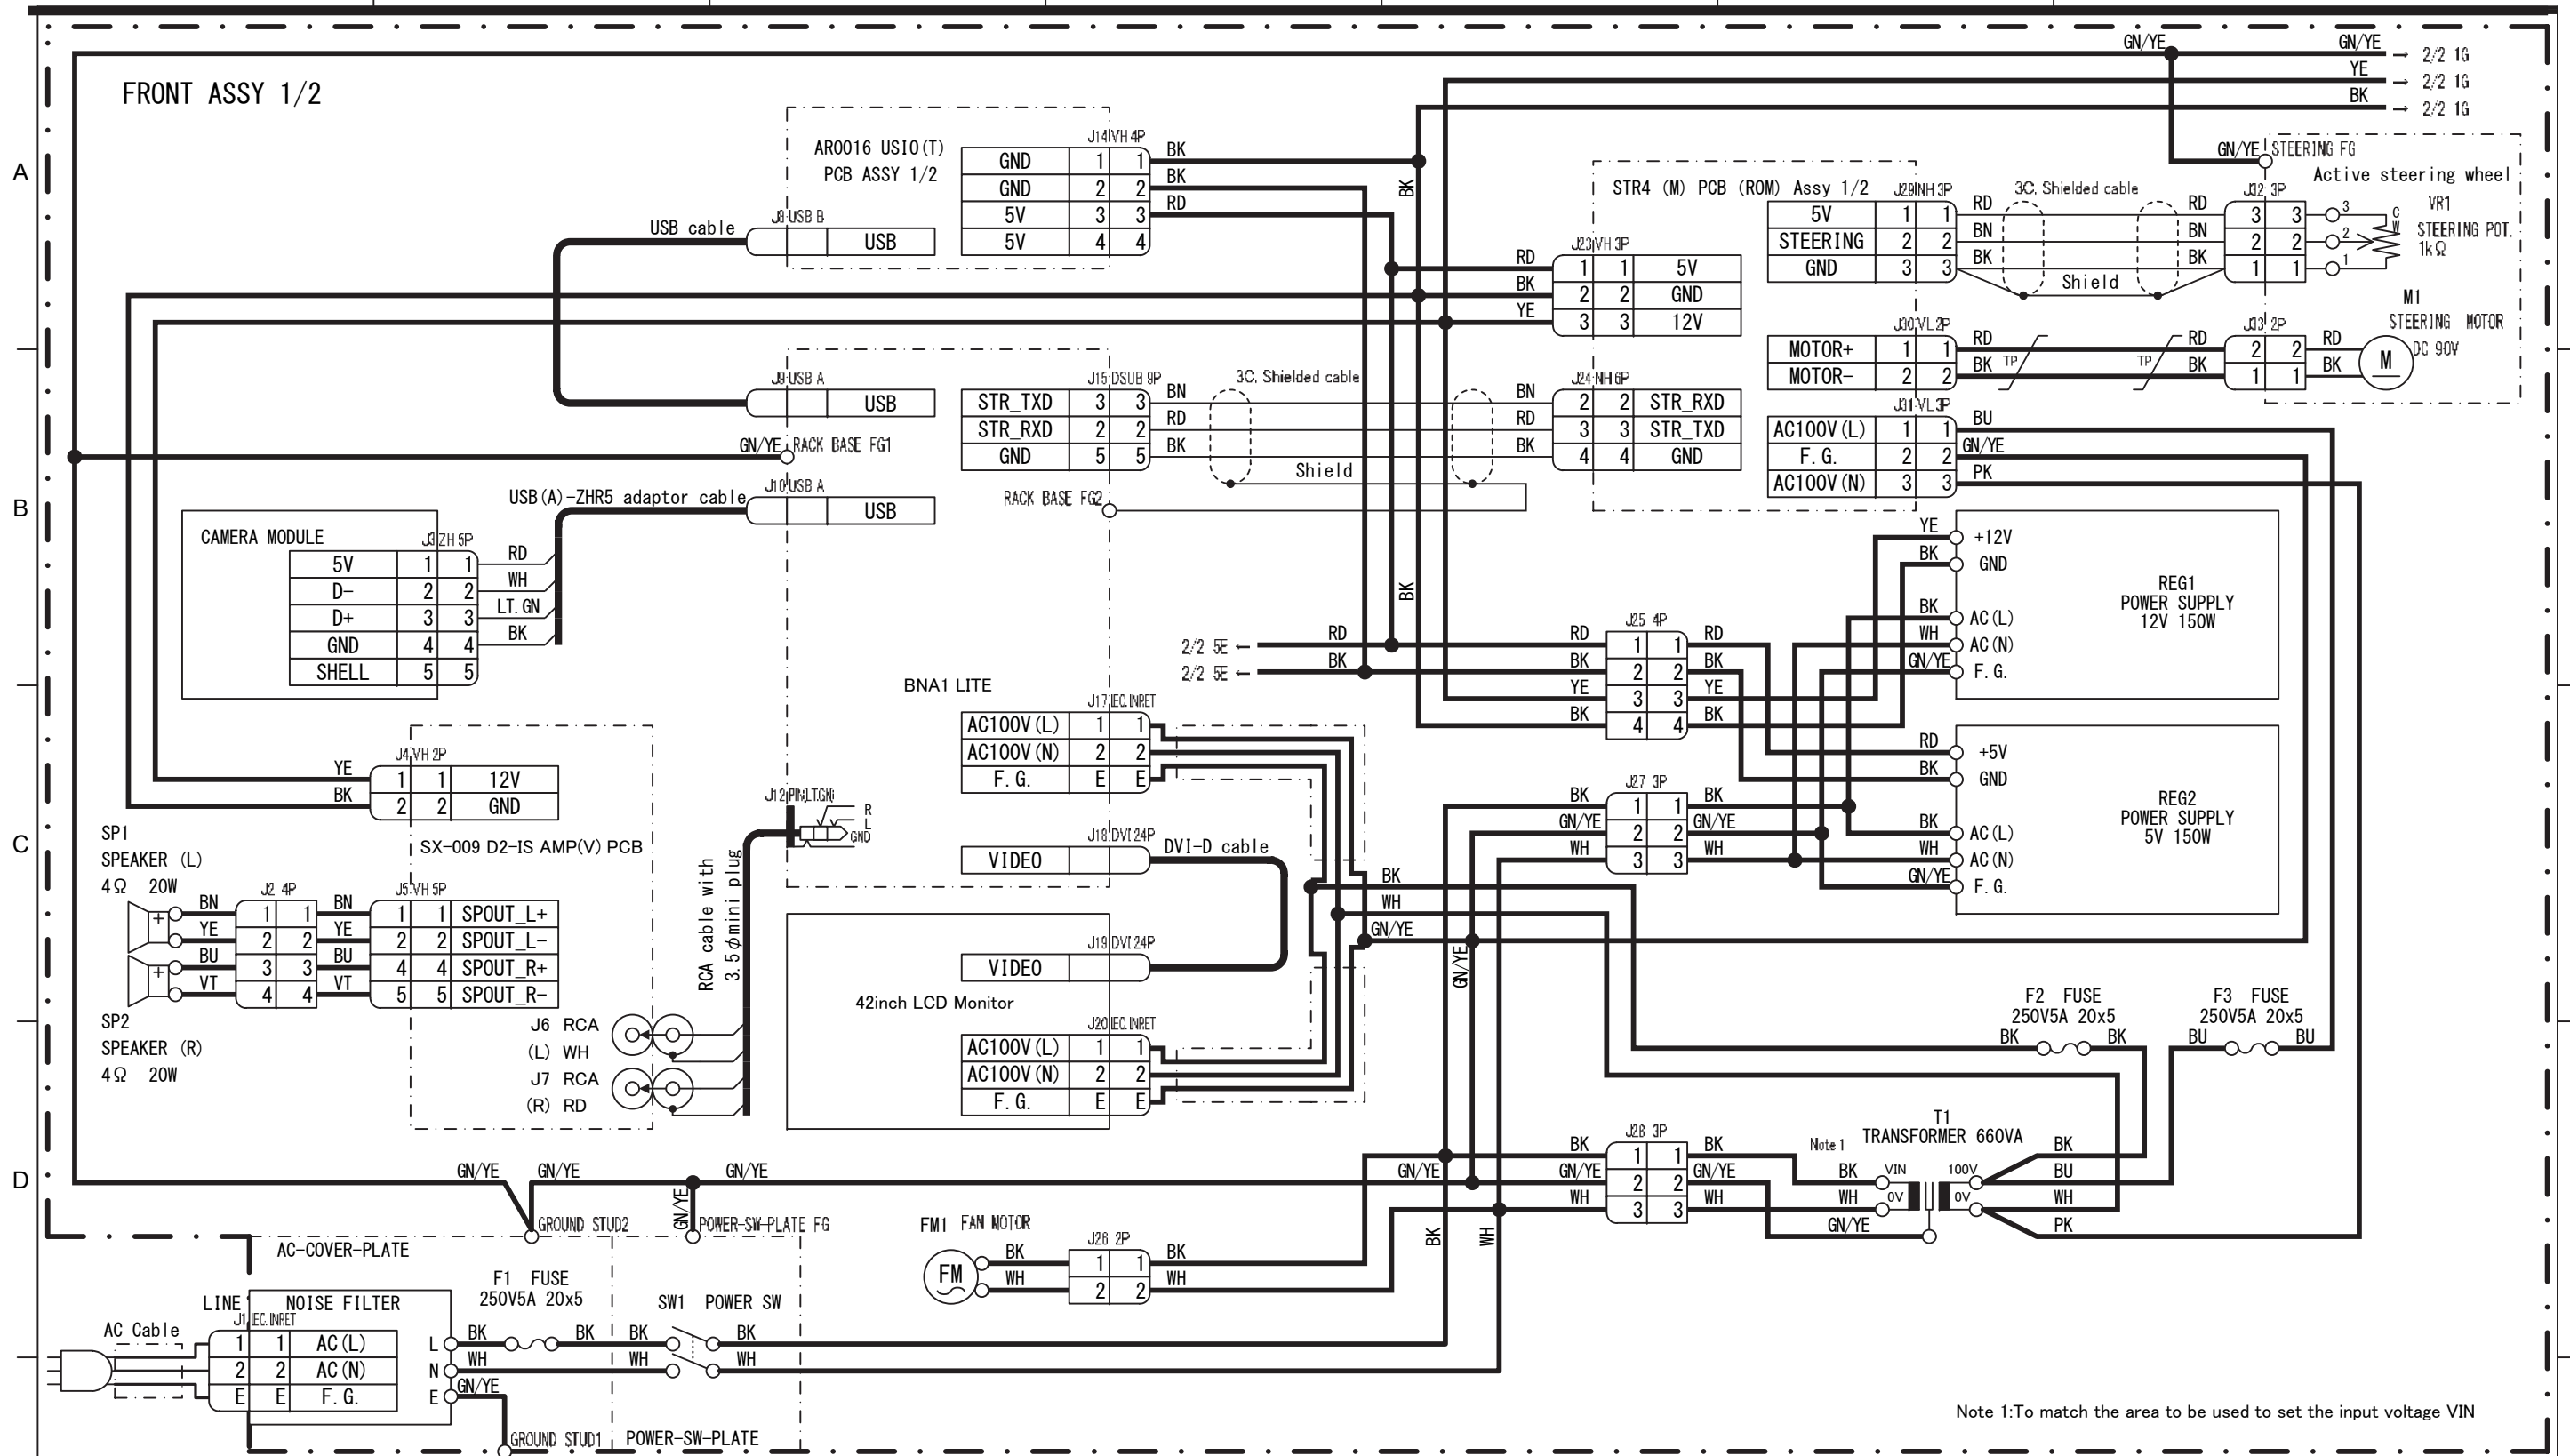 FRONT ASSY 1/2
GN/YE
GN/YE → 2/2 1G
YE → 2/2 1G
BK → 2/2 1G
A
B
C
D
AR0016 USIO(T)
PCB ASSY 1/2
J14 VH 4P
GND 1 1 BK
GND 2 2 BK
5V 3 3 RD
5V 4 4
J8 USB B
USB
USB cable
BK
STR4 (M) PCB (ROM) Assy 1/2
J23 VH 3P
RD 1 1 5V
BK 2 2 GND
YE 3 3 12V
J29 NH 3P
5V 1 1 RD
STEERING 2 2 BN
GND 3 3 BK
3C. Shielded cable
Shield
GN/YE STEERING FG
Active steering wheel
J32 3P
RD 3 3 3
BN 2 2 2
BK 1 1 1
CW
VR1
STEERING POT.
1kΩ
M1
STEERING MOTOR
DC 90V
J30 VL 2P
MOTOR+ 1 1 RD
MOTOR- 2 2 BK
TP
TP
J33 2P
RD 2 2 RD
BK 1 1 BK
M
J31 VL 3P
AC100V(L) 1 1 BU
F.G. 2 2 GN/YE
AC100V(N) 3 3 PK
J9 USB A
USB
J15 DSUB 9P
STR_TXD 3 3 BN
STR_RXD 2 2 RD
GND 5 5 BK
3C. Shielded cable
Shield
J24 NH 6P
BN 2 2 STR_RXD
RD 3 3 STR_TXD
BK 4 4 GND
GN/YE RACK BASE FG1
RACK BASE FG2
J10 USB A
USB
USB(A)-ZHR5 adaptor cable
CAMERA MODULE
J3 ZH 5P
5V 1 1 RD
D- 2 2 WH
D+ 3 3 LT.GN
GND 4 4 BK
SHELL 5 5
BK
YE +12V
BK GND
BK AC(L)
WH AC(N)
GN/YE F.G.
REG1
POWER SUPPLY
12V 150W
2/2 5E ← RD
2/2 5E ← BK
J25 4P
RD 1 1 RD
BK 2 2 BK
YE 3 3 YE
BK 4 4 BK
RD +5V
BK GND
BK AC(L)
WH AC(N)
GN/YE F.G.
REG2
POWER SUPPLY
5V 150W
J27 3P
BK 1 1 BK
GN/YE 2 2 GN/YE
WH 3 3 WH
BNA1 LITE
J17 IEC.INRET
AC100V(L) 1 1
AC100V(N) 2 2
F.G. E E
J4 VH 2P
YE 1 1 12V
BK 2 2 GND
SX-009 D2-IS AMP(V) PCB
J12 PIN(LT.GN)
R
L
GND
RCA cable with
3.5φmini plug
J18 DVI 24P
VIDEO
DVI-D cable
BK
WH
GN/YE
GN/YE
SP1
SPEAKER (L)
4Ω 20W
J2 4P
J5 VH 5P
+ BN 1 1 BN 1 1 SPOUT_L+
YE 2 2 YE 2 2 SPOUT_L-
+ BU 3 3 BU 4 4 SPOUT_R+
VT 4 4 VT 5 5 SPOUT_R-
SP2
SPEAKER (R)
4Ω 20W
J6 RCA
(L) WH
J7 RCA
(R) RD
J19 DVI 24P
VIDEO
42inch LCD Monitor
J20 IEC.INRET
AC100V(L) 1 1
AC100V(N) 2 2
F.G. E E
F2 FUSE
250V5A 20x5
BK BK
F3 FUSE
250V5A 20x5
BU BU
T1
TRANSFORMER 660VA
Note 1
BK VIN 100V BK
BU
WH 0V 0V WH
GN/YE PK
J28 3P
BK 1 1 BK
GN/YE GN/YE 2 2 GN/YE
WH 3 3 WH
GN/YE GN/YE GN/YE
GN/YE
GROUND STUD2
POWER-SW-PLATE FG
FM1 FAN MOTOR
FM
J26 2P
BK 1 1 BK
WH 2 2 WH
BK
WH
AC-COVER-PLATE
F1 FUSE
250V5A 20x5
SW1 POWER SW
LINE
NOISE FILTER
AC Cable
J1 IEC.INRET
1 1 AC(L) L BK BK BK BK
2 2 AC(N) N WH WH WH
E E F.G. E GN/YE
GROUND STUD1
POWER-SW-PLATE
Note 1:To match the area to be used to set the input voltage VIN